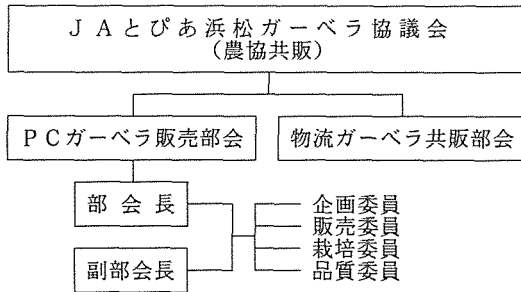 JAとぴあ浜松ガーベラ協議会
(農協共販)
PCガーベラ販売部会
物流ガーベラ共販部会
部会長
企画委員
販売委員
栽培委員
副部会長
品質委員